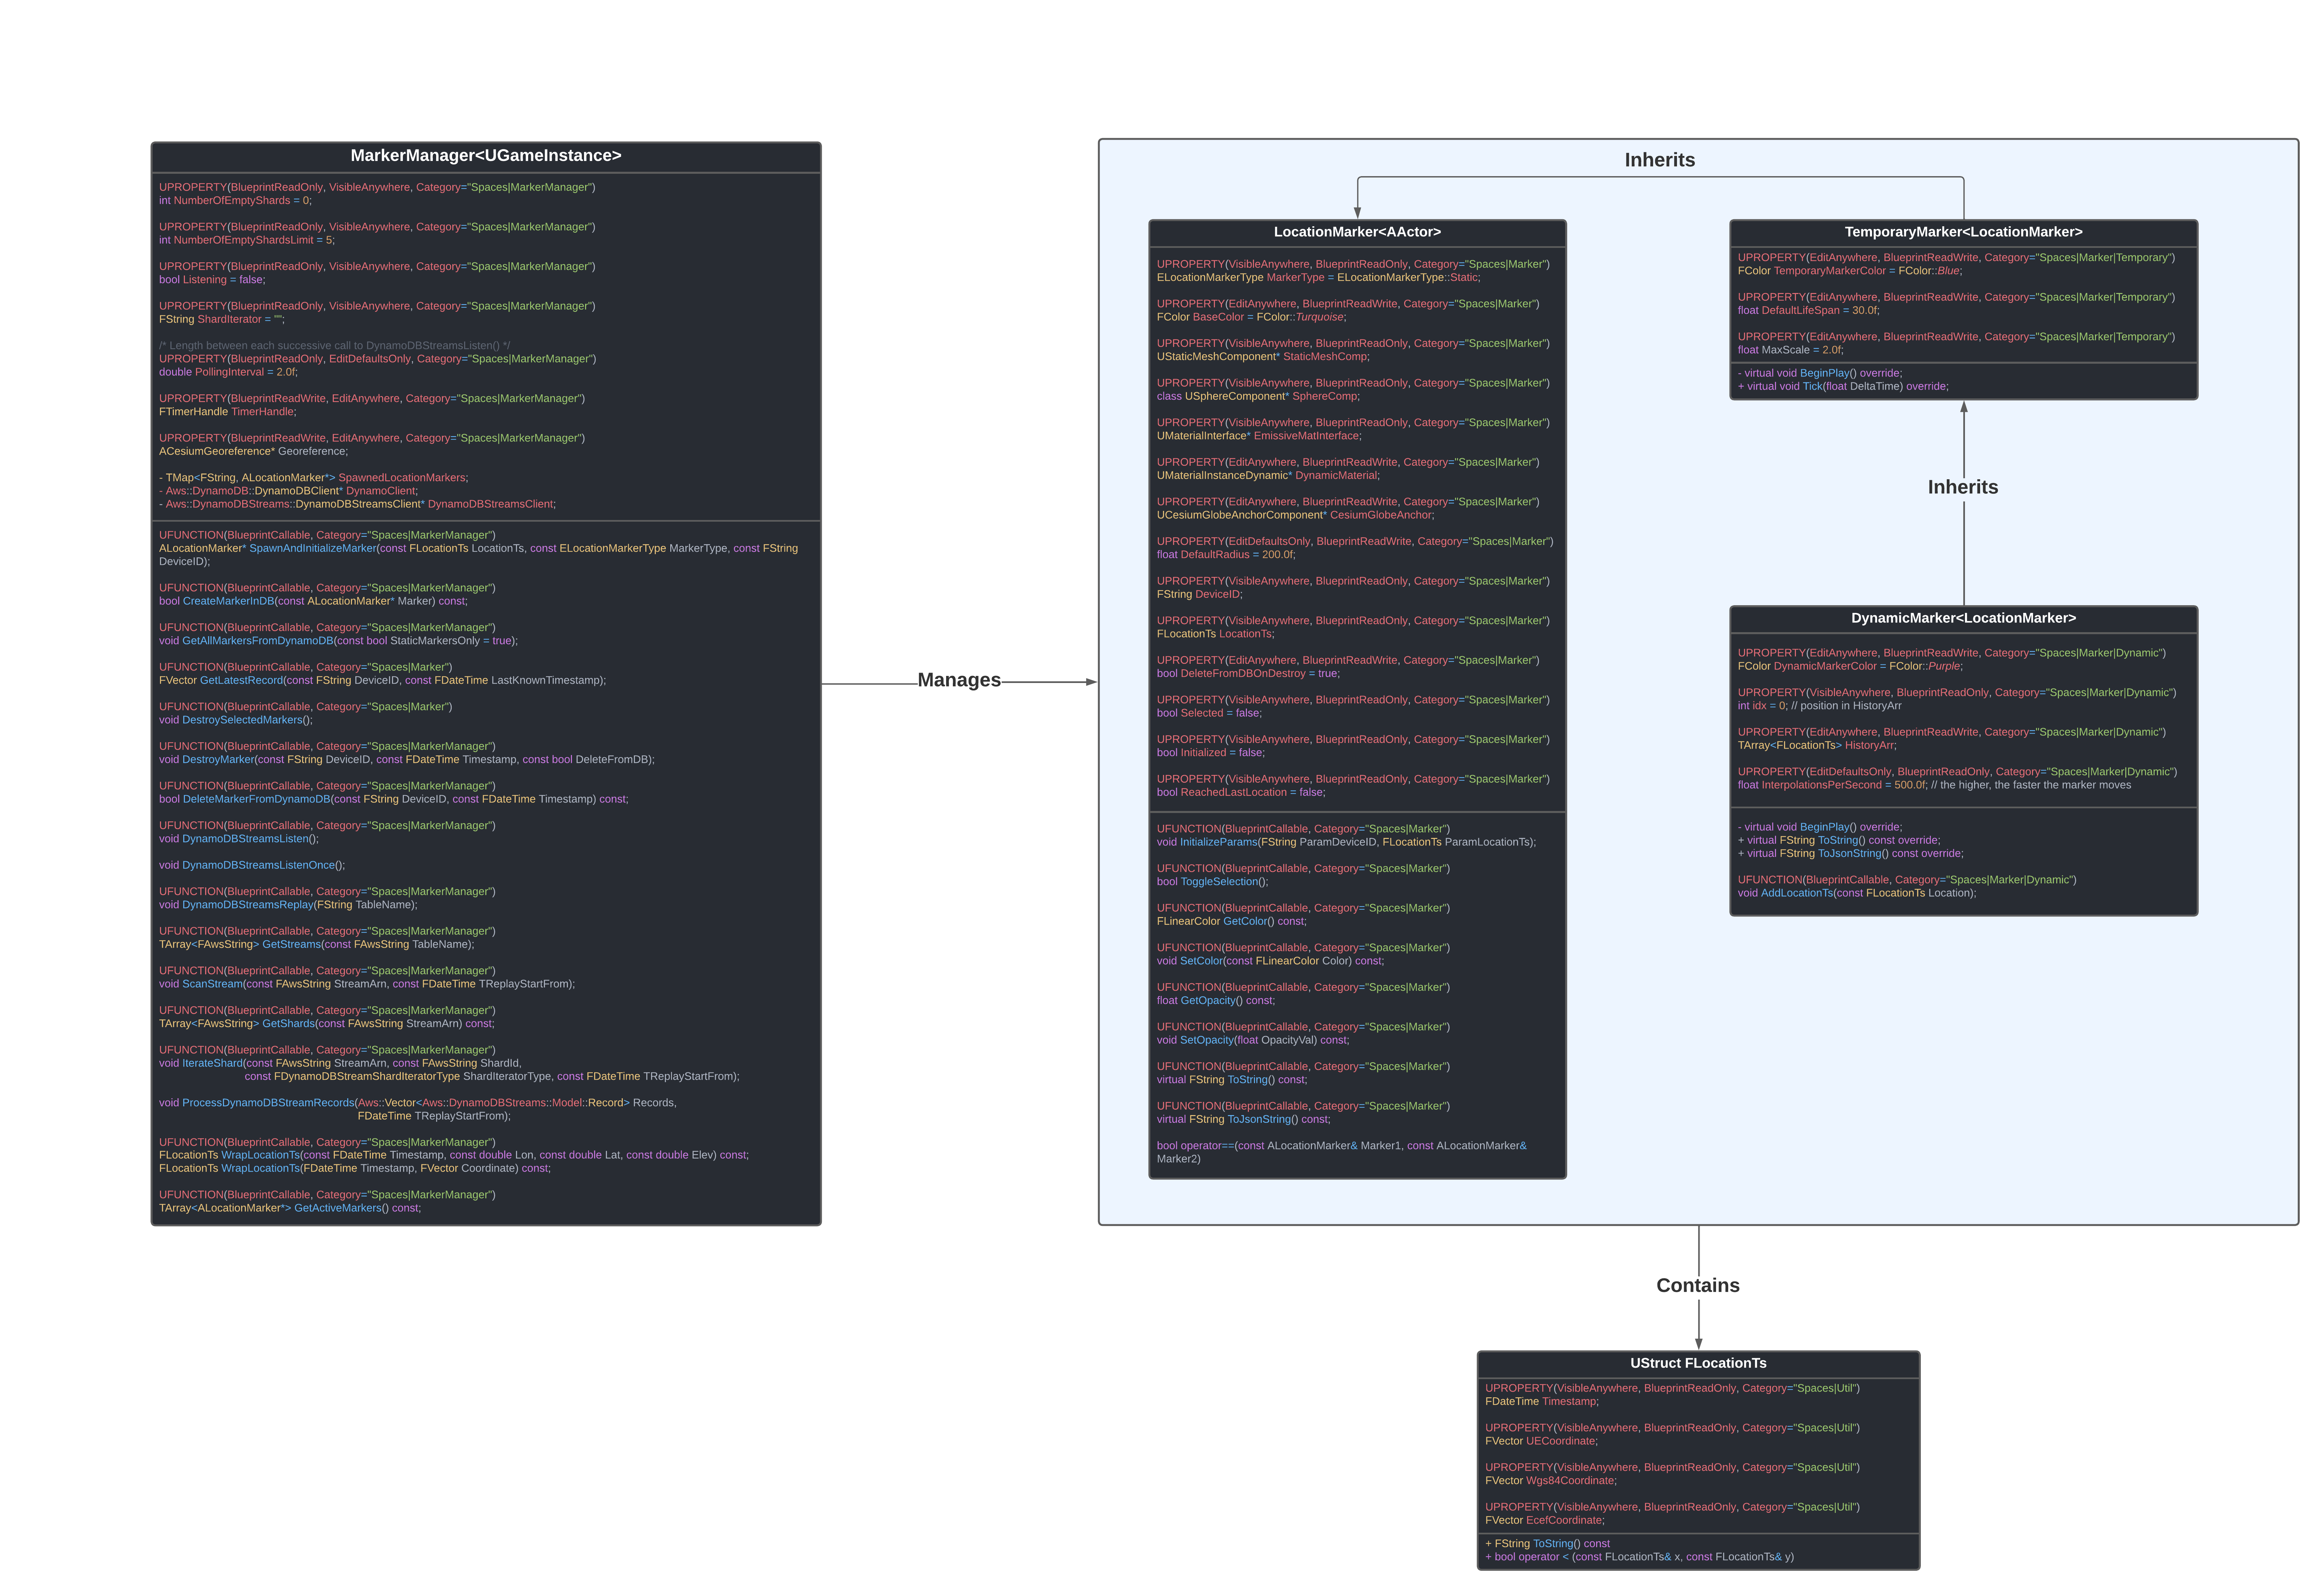 MarkerManager<UGameInstance>
UPROPERTY(BlueprintReadOnly, VisibleAnywhere, Category="Spaces|MarkerManager")
int NumberOfEmptyShards = 0;
UPROPERTY(BlueprintReadOnly, VisibleAnywhere, Category="Spaces|MarkerManager")
int NumberOfEmptyShardsLimit = 5;
UPROPERTY(BlueprintReadOnly, VisibleAnywhere, Category="Spaces|MarkerManager")
bool Listening = false;
UPROPERTY(BlueprintReadOnly, VisibleAnywhere, Category="Spaces|MarkerManager")
FString ShardIterator = "";
/* Length between each successive call to DynamoDBStreamsListen() */
UPROPERTY(BlueprintReadOnly, EditDefaultsOnly, Category="Spaces|MarkerManager")
double PollingInterval = 2.0f;
UPROPERTY(BlueprintReadWrite, EditAnywhere, Category="Spaces|MarkerManager")
FTimerHandle TimerHandle;
UPROPERTY(BlueprintReadWrite, EditAnywhere, Category="Spaces|MarkerManager")
ACesiumGeoreference* Georeference;
- TMap<FString, ALocationMarker*> SpawnedLocationMarkers;
- Aws::DynamoDB::DynamoDBClient* DynamoClient;
- Aws::DynamoDBStreams::DynamoDBStreamsClient* DynamoDBStreamsClient;
UFUNCTION(BlueprintCallable, Category="Spaces|MarkerManager")
ALocationMarker* SpawnAndInitializeMarker(const FLocationTs LocationTs, const ELocationMarkerType MarkerType, const FString
DeviceID);
UFUNCTION(BlueprintCallable, Category="Spaces|MarkerManager")
bool CreateMarkerInDB(const ALocationMarker* Marker) const;
UFUNCTION(BlueprintCallable, Category="Spaces|MarkerManager")
void GetAllMarkersFromDynamoDB(const bool StaticMarkersOnly = true);
UFUNCTION(BlueprintCallable, Category="Spaces|Marker")
FVector GetLatestRecord(const FString DeviceID, const FDateTime LastKnownTimestamp);
UFUNCTION(BlueprintCallable, Category="Spaces|Marker")
void DestroySelectedMarkers();
UFUNCTION(BlueprintCallable, Category="Spaces|MarkerManager")
void DestroyMarker(const FString DeviceID, const FDateTime Timestamp, const bool DeleteFromDB);
UFUNCTION(BlueprintCallable, Category="Spaces|MarkerManager")
bool DeleteMarkerFromDynamoDB(const FString DeviceID, const FDateTime Timestamp) const;
UFUNCTION(BlueprintCallable, Category="Spaces|MarkerManager")
void DynamoDBStreamsListen();
void DynamoDBStreamsListenOnce();
UFUNCTION(BlueprintCallable, Category="Spaces|MarkerManager")
void DynamoDBStreamsReplay(FString TableName);
UFUNCTION(BlueprintCallable, Category="Spaces|MarkerManager")
TArray<FAwsString> GetStreams(const FAwsString TableName);
UFUNCTION(BlueprintCallable, Category="Spaces|MarkerManager")
void ScanStream(const FAwsString StreamArn, const FDateTime TReplayStartFrom);
UFUNCTION(BlueprintCallable, Category="Spaces|MarkerManager")
TArray<FAwsString> GetShards(const FAwsString StreamArn) const;
UFUNCTION(BlueprintCallable, Category="Spaces|MarkerManager")
void IterateShard(const FAwsString StreamArn, const FAwsString ShardId,
const FDynamoDBStreamShardIteratorType ShardIteratorType, const FDateTime TReplayStartFrom);
void ProcessDynamoDBStreamRecords(Aws::Vector<Aws::DynamoDBStreams::Model::Record> Records,
FDateTime TReplayStartFrom);
UFUNCTION(BlueprintCallable, Category="Spaces|MarkerManager")
FLocationTs WrapLocationTs(const FDateTime Timestamp, const double Lon, const double Lat, const double Elev) const;
FLocationTs WrapLocationTs(FDateTime Timestamp, FVector Coordinate) const;
UFUNCTION(BlueprintCallable, Category="Spaces|MarkerManager")
TArray<ALocationMarker*> GetActiveMarkers() const;
Manages
Inherits
LocationMarker<AActor>
UPROPERTY(VisibleAnywhere, BlueprintReadOnly, Category="Spaces|Marker")
ELocationMarkerType MarkerType = ELocationMarkerType::Static;
UPROPERTY(EditAnywhere, BlueprintReadWrite, Category="Spaces|Marker")
FColor BaseColor = FColor::Turquoise;
UPROPERTY(VisibleAnywhere, BlueprintReadOnly, Category="Spaces|Marker")
UStaticMeshComponent* StaticMeshComp;
UPROPERTY(VisibleAnywhere, BlueprintReadOnly, Category="Spaces|Marker")
class USphereComponent* SphereComp;
UPROPERTY(VisibleAnywhere, BlueprintReadOnly, Category="Spaces|Marker")
UMaterialInterface* EmissiveMatInterface;
UPROPERTY(EditAnywhere, BlueprintReadWrite, Category="Spaces|Marker")
UMaterialInstanceDynamic* DynamicMaterial;
UPROPERTY(EditAnywhere, BlueprintReadWrite, Category="Spaces|Marker")
UCesiumGlobeAnchorComponent* CesiumGlobeAnchor;
UPROPERTY(EditDefaultsOnly, BlueprintReadWrite, Category="Spaces|Marker")
float DefaultRadius = 200.0f;
UPROPERTY(VisibleAnywhere, BlueprintReadOnly, Category="Spaces|Marker")
FString DeviceID;
UPROPERTY(VisibleAnywhere, BlueprintReadOnly, Category="Spaces|Marker")
FLocationTs LocationTs;
UPROPERTY(EditAnywhere, BlueprintReadWrite, Category="Spaces|Marker")
bool DeleteFromDBOnDestroy = true;
UPROPERTY(VisibleAnywhere, BlueprintReadOnly, Category="Spaces|Marker")
bool Selected = false;
UPROPERTY(VisibleAnywhere, BlueprintReadOnly, Category="Spaces|Marker")
bool Initialized = false;
UPROPERTY(VisibleAnywhere, BlueprintReadOnly, Category="Spaces|Marker")
bool ReachedLastLocation = false;
UFUNCTION(BlueprintCallable, Category="Spaces|Marker")
void InitializeParams(FString ParamDeviceID, FLocationTs ParamLocationTs);
UFUNCTION(BlueprintCallable, Category="Spaces|Marker")
bool ToggleSelection();
UFUNCTION(BlueprintCallable, Category="Spaces|Marker")
FLinearColor GetColor() const;
UFUNCTION(BlueprintCallable, Category="Spaces|Marker")
void SetColor(const FLinearColor Color) const;
UFUNCTION(BlueprintCallable, Category="Spaces|Marker")
float GetOpacity() const;
UFUNCTION(BlueprintCallable, Category="Spaces|Marker")
void SetOpacity(float OpacityVal) const;
UFUNCTION(BlueprintCallable, Category="Spaces|Marker")
virtual FString ToString() const;
UFUNCTION(BlueprintCallable, Category="Spaces|Marker")
virtual FString ToJsonString() const;
bool operator==(const ALocationMarker& Marker1, const ALocationMarker&
Marker2)
TemporaryMarker<LocationMarker>
UPROPERTY(EditAnywhere, BlueprintReadWrite, Category="Spaces|Marker|Temporary")
FColor TemporaryMarkerColor = FColor::Blue;
UPROPERTY(EditAnywhere, BlueprintReadWrite, Category="Spaces|Marker|Temporary")
float DefaultLifeSpan = 30.0f;
UPROPERTY(EditAnywhere, BlueprintReadWrite, Category="Spaces|Marker|Temporary")
float MaxScale = 2.0f;
- virtual void BeginPlay() override;
+ virtual void Tick(float DeltaTime) override;
Inherits
DynamicMarker<LocationMarker>
UPROPERTY(EditAnywhere, BlueprintReadWrite, Category="Spaces|Marker|Dynamic")
FColor DynamicMarkerColor = FColor::Purple;
UPROPERTY(VisibleAnywhere, BlueprintReadOnly, Category="Spaces|Marker|Dynamic")
int idx = 0; // position in HistoryArr
UPROPERTY(EditAnywhere, BlueprintReadWrite, Category="Spaces|Marker|Dynamic")
TArray<FLocationTs> HistoryArr;
UPROPERTY(EditDefaultsOnly, BlueprintReadOnly, Category="Spaces|Marker|Dynamic")
float InterpolationsPerSecond = 500.0f; // the higher, the faster the marker moves
- virtual void BeginPlay() override;
+ virtual FString ToString() const override;
+ virtual FString ToJsonString() const override;
UFUNCTION(BlueprintCallable, Category="Spaces|Marker|Dynamic")
void AddLocationTs(const FLocationTs Location);
Contains
UStruct FLocationTs
UPROPERTY(VisibleAnywhere, BlueprintReadOnly, Category="Spaces|Util")
FDateTime Timestamp;
UPROPERTY(VisibleAnywhere, BlueprintReadOnly, Category="Spaces|Util")
FVector UECoordinate;
UPROPERTY(VisibleAnywhere, BlueprintReadOnly, Category="Spaces|Util")
FVector Wgs84Coordinate;
UPROPERTY(VisibleAnywhere, BlueprintReadOnly, Category="Spaces|Util")
FVector EcefCoordinate;
+ FString ToString() const
+ bool operator < (const FLocationTs& x, const FLocationTs& y)